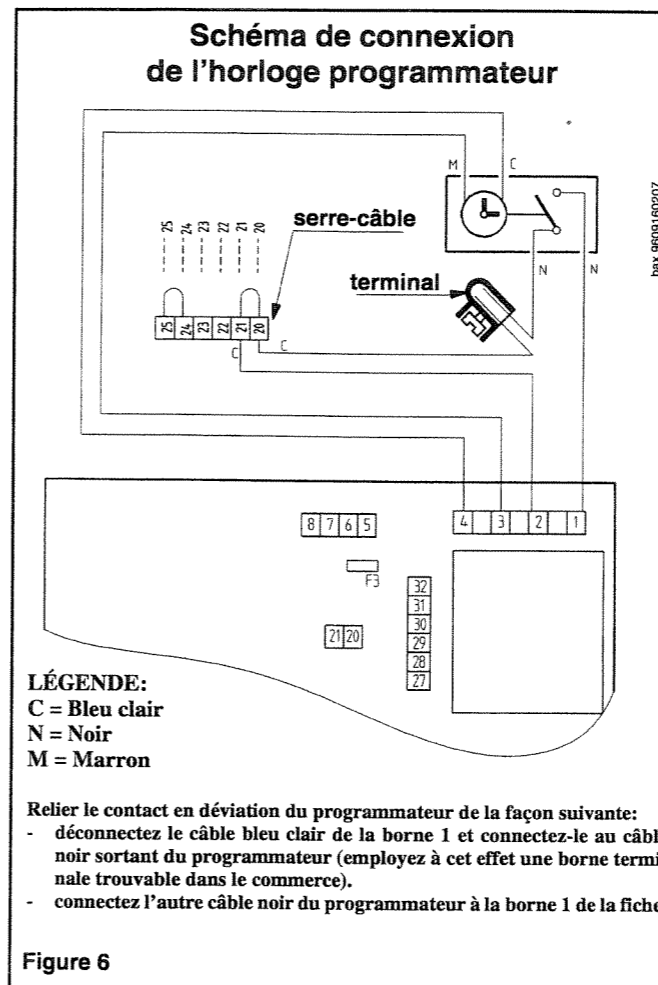 Schéma de connexion
de l'horloge programmateur
M C
bax 9609160207
25 24 23 22 21 20
serre-câble
terminal
N N
25 24 23 22 21 20
C C
8 7 6 5
4 3 2 1
F3
32
31
30
29
28
27
21 20
LÉGENDE:
C = Bleu clair
N = Noir
M = Marron
Relier le contact en déviation du programmateur de la façon suivante:
- déconnectez le câble bleu clair de la borne 1 et connectez-le au câbl
noir sortant du programmateur (employez à cet effet une borne termi
nale trouvable dans le commerce).
- connectez l'autre câble noir du programmateur à la borne 1 de la fiche
Figure 6